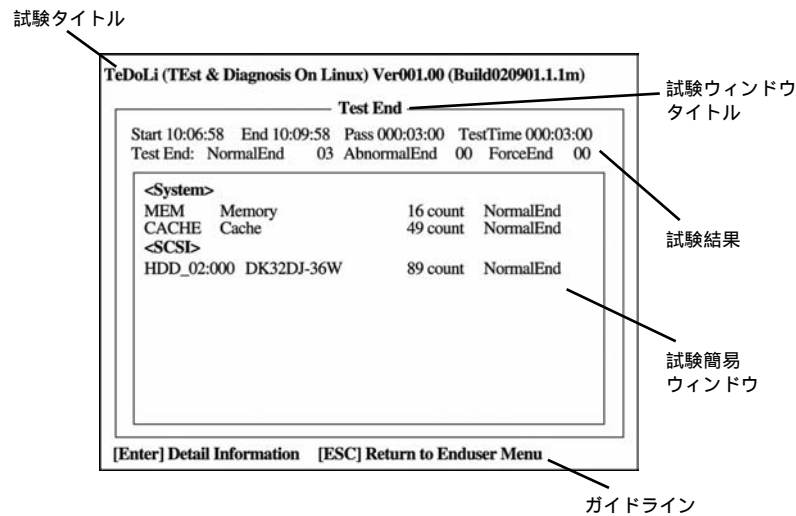 試験タイトル
TeDoLi (TEst & Diagnosis On Linux) Ver001.00 (Build020901.1.1m)
試験ウィンドウ
タイトル
Test End
Start 10:06:58 End 10:09:58 Pass 000:03:00 TestTime 000:03:00
Test End: NormalEnd 03 AbnormalEnd 00 ForceEnd 00
試験結果
<System>
MEM Memory 16 count NormalEnd
CACHE Cache 49 count NormalEnd
<SCSI>
HDD_02:000 DK32DJ-36W 89 count NormalEnd
試験簡易
ウィンドウ
[Enter] Detail Information [ESC] Return to Enduser Menu
ガイドライン